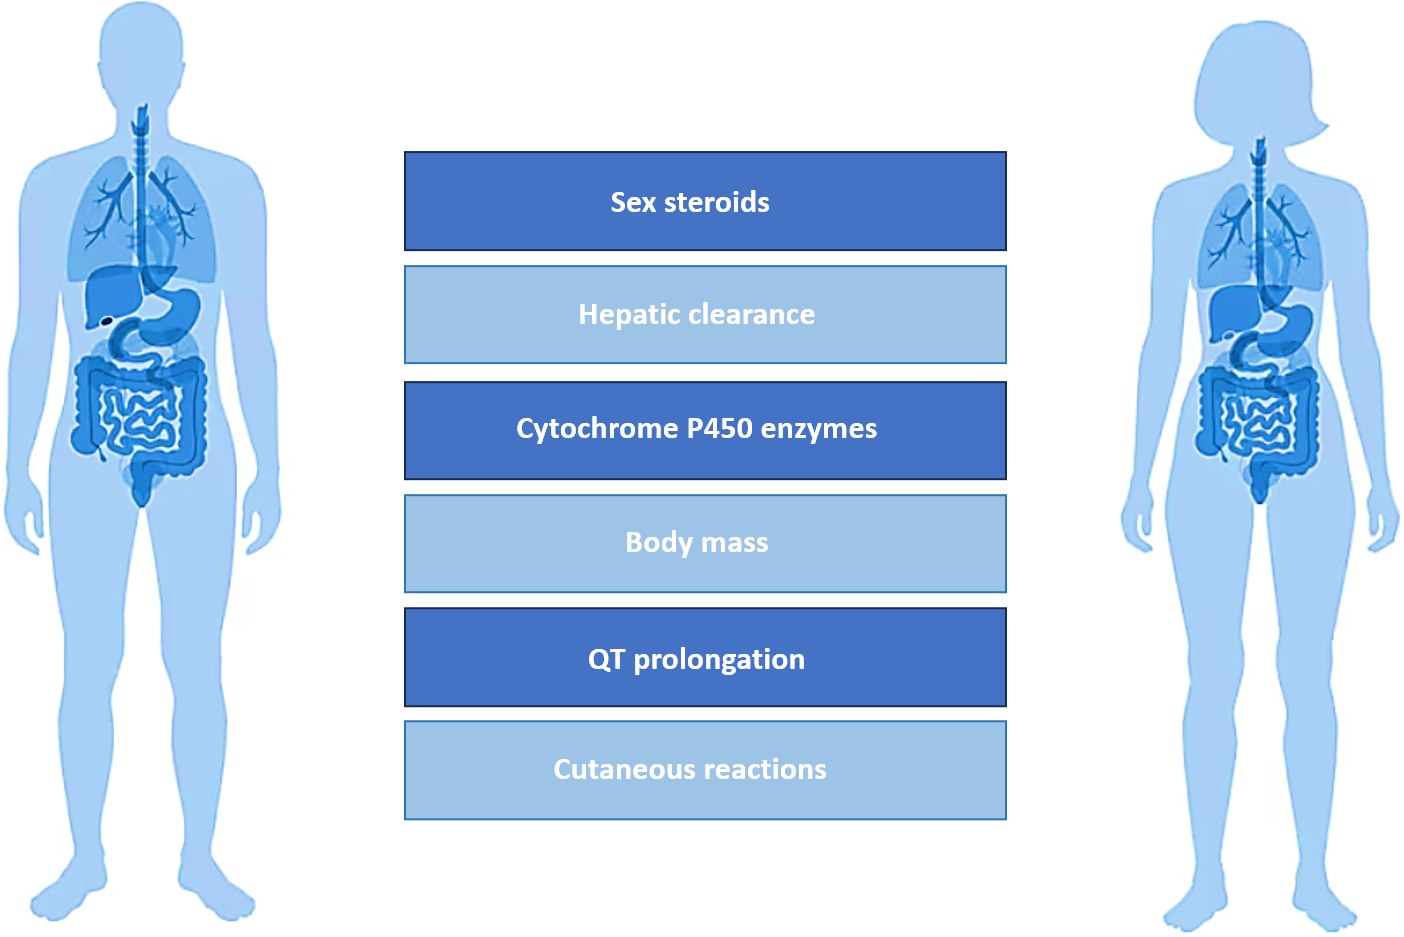 Sex steroids
Hepatic clearance
Cytochrome P450 enzymes
Body mass
QT prolongation
Cutaneous reactions